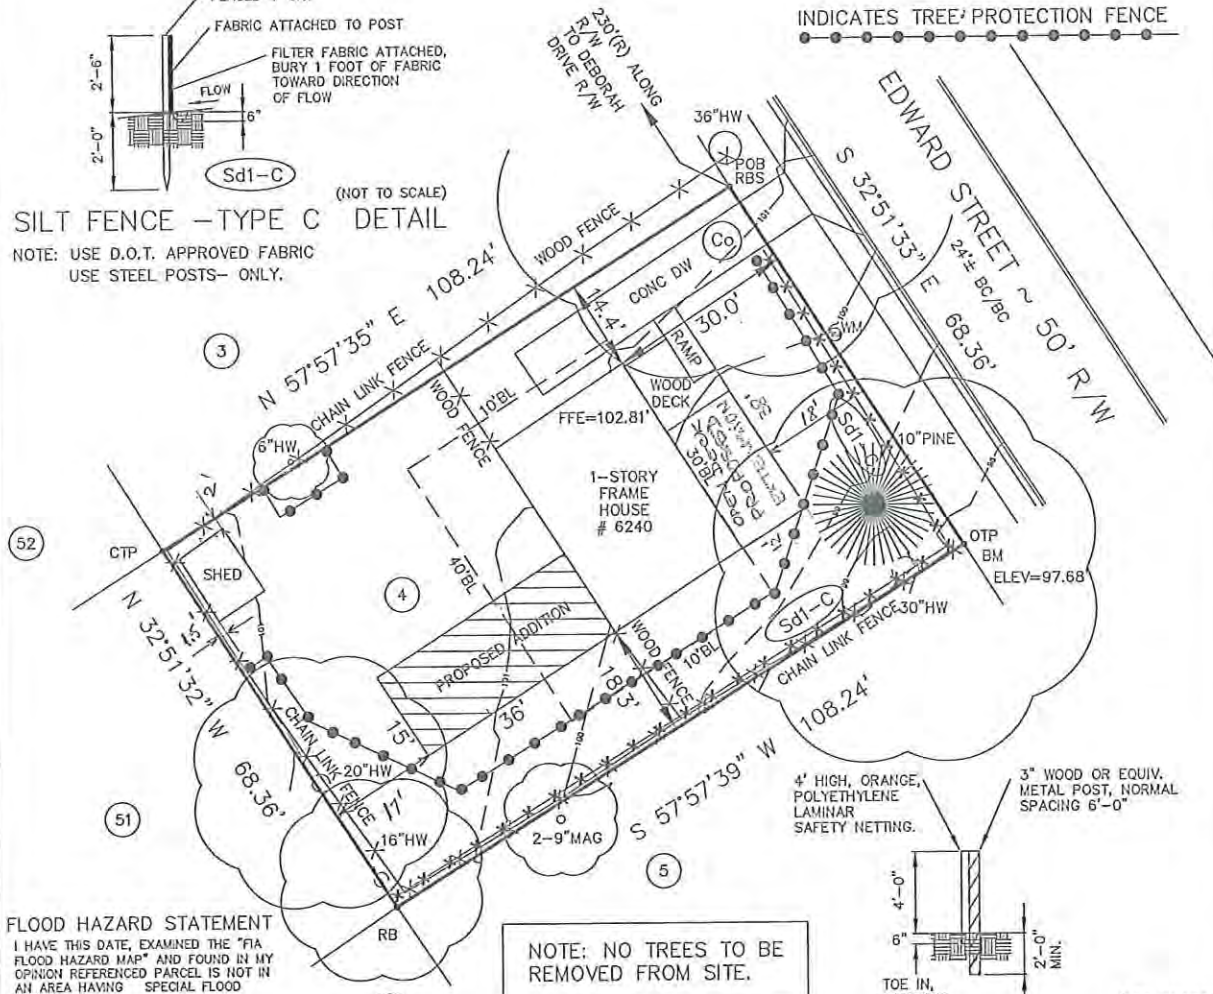 FABRIC ATTACHED TO POST
FILTER FABRIC ATTACHED,
BURY 1 FOOT OF FABRIC
TOWARD DIRECTION
OF FLOW
FLOW
2'-6"
6"
2'-0"
Sd1-C
(NOT TO SCALE)
SILT FENCE -TYPE C DETAIL
NOTE: USE D.O.T. APPROVED FABRIC
USE STEEL POSTS- ONLY.
INDICATES TREE PROTECTION FENCE
230'(R) ALONG
R/W
TO DEBORAH
DRIVE R/W
36"HW
POB
RBS
EDWARD STREET ~ 50' R/W
24'± BC/BC
S 32°51'33" E 68.36'
N 57°57'35" E 108.24'
WOOD FENCE
CHAIN LINK FENCE
CONC DW
Co
101
14.4'
30.0'
RAMP
WOOD
DECK
WM
10'BL
WOOD FENCE
FFE=102.81'
3
6"HW
12'
52
CTP
SHED
1-STORY
FRAME
HOUSE
# 6240
30'BL
28'
18'
12'
Sd1-C
10"PINE
OTP
BM
ELEV=97.68
30"HW
4
40'BL
PROPOSED ADDITION
WOOD FENCE
18.3'
10'BL
Sd1-C
CHAIN LINK FENCE
S 57°57'39" W 108.24'
N 32°51'32" W 68.36'
CHAIN LINK FENCE
15'
36'
20"HW
17'
16"HW
51
2-9"MAG
5
RB
4' HIGH, ORANGE,
POLYETHYLENE
LAMINAR
SAFETY NETTING.
3" WOOD OR EQUIV.
METAL POST, NORMAL
SPACING 6'-0"
4'-0"
6"
2'-0"
MIN.
TOE IN,
FLOOD HAZARD STATEMENT
I HAVE THIS DATE, EXAMINED THE "FIA
FLOOD HAZARD MAP" AND FOUND IN MY
OPINION REFERENCED PARCEL IS NOT IN
AN AREA HAVING SPECIAL FLOOD
NOTE: NO TREES TO BE
REMOVED FROM SITE.